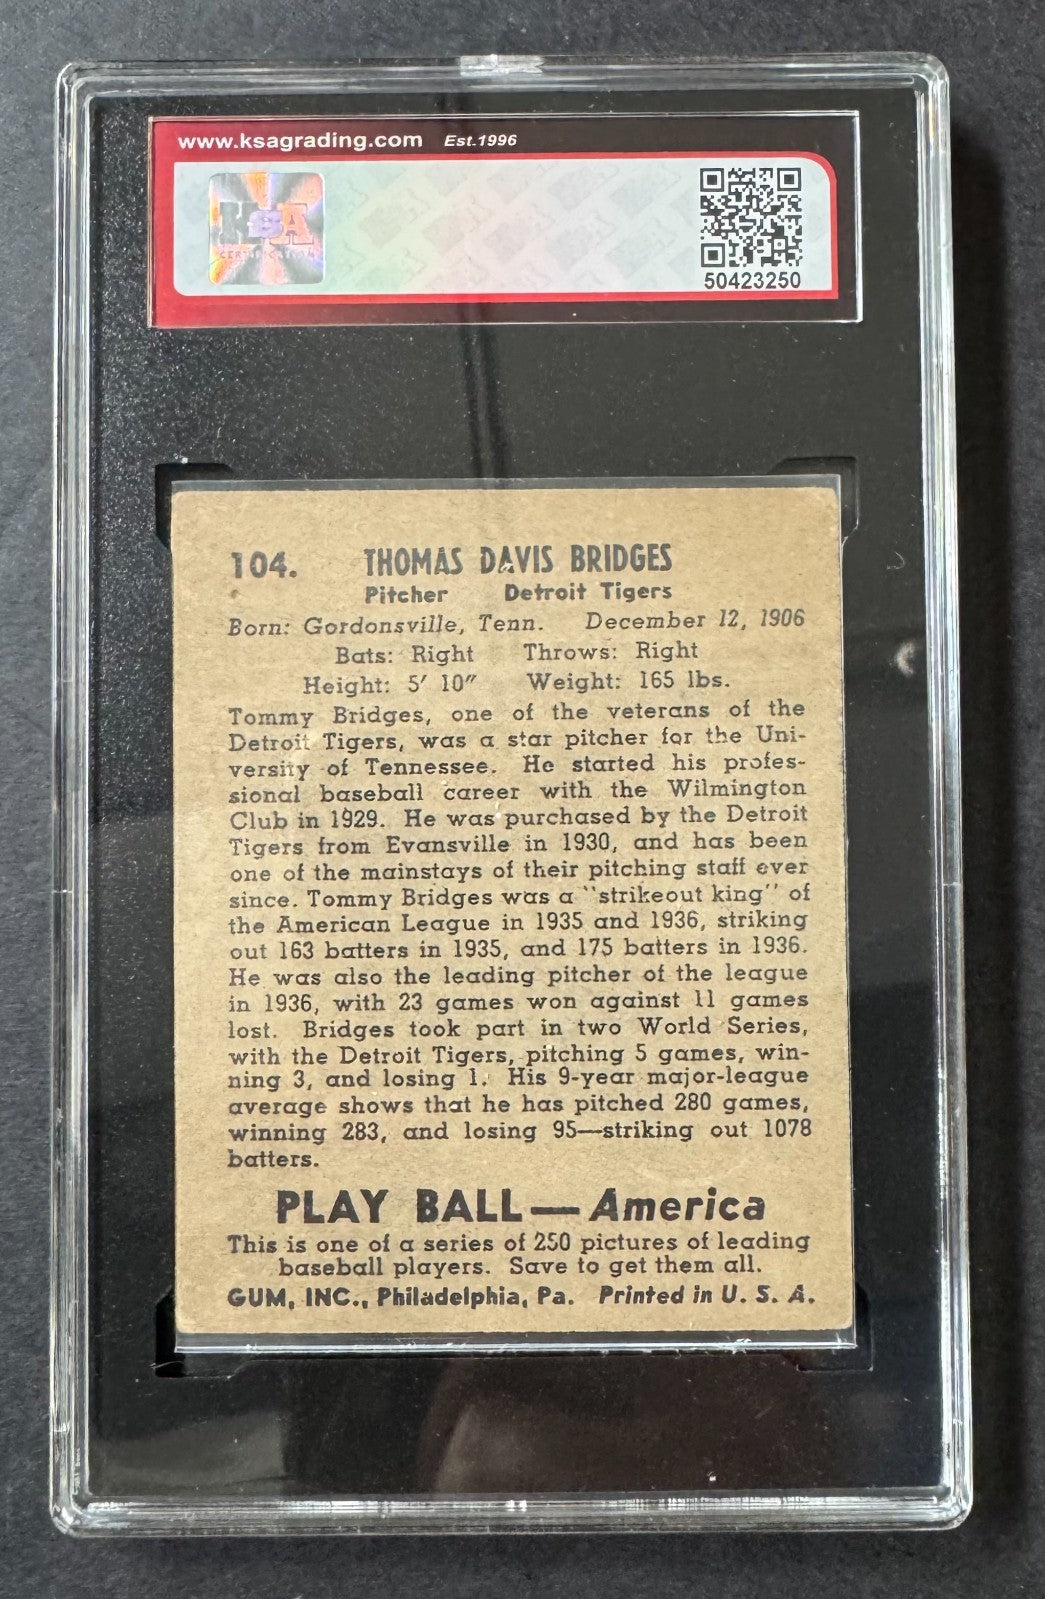 www.ksagrading.com Est.1996
KSA
50423250
104. THOMAS DAVIS BRIDGES
Pitcher Detroit Tigers
Born: Gordonsville, Tenn. December 12, 1906
Bats: Right Throws: Right
Height: 5′ 10″ Weight: 165 lbs.
Tommy Bridges, one of the veterans of the
Detroit Tigers, was a star pitcher for the Uni-
versity of Tennessee. He started his profes-
sional baseball career with the Wilmington
Club in 1929. He was purchased by the Detroit
Tigers from Evansville in 1930, and has been
one of the mainstays of their pitching staff ever
since. Tommy Bridges was a "strikeout king" of
the American League in 1935 and 1936, striking
out 163 batters in 1935, and 175 batters in 1936.
He was also the leading pitcher of the league
in 1936, with 23 games won against 11 games
lost. Bridges took part in two World Series,
with the Detroit Tigers, pitching 5 games, win-
ning 3, and losing 1. His 9-year major-league
average shows that he has pitched 280 games,
winning 283, and losing 95—striking out 1078
batters.
PLAY BALL—America
This is one of a series of 250 pictures of leading
baseball players. Save to get them all.
GUM, INC., Philadelphia, Pa. Printed in U. S. A.